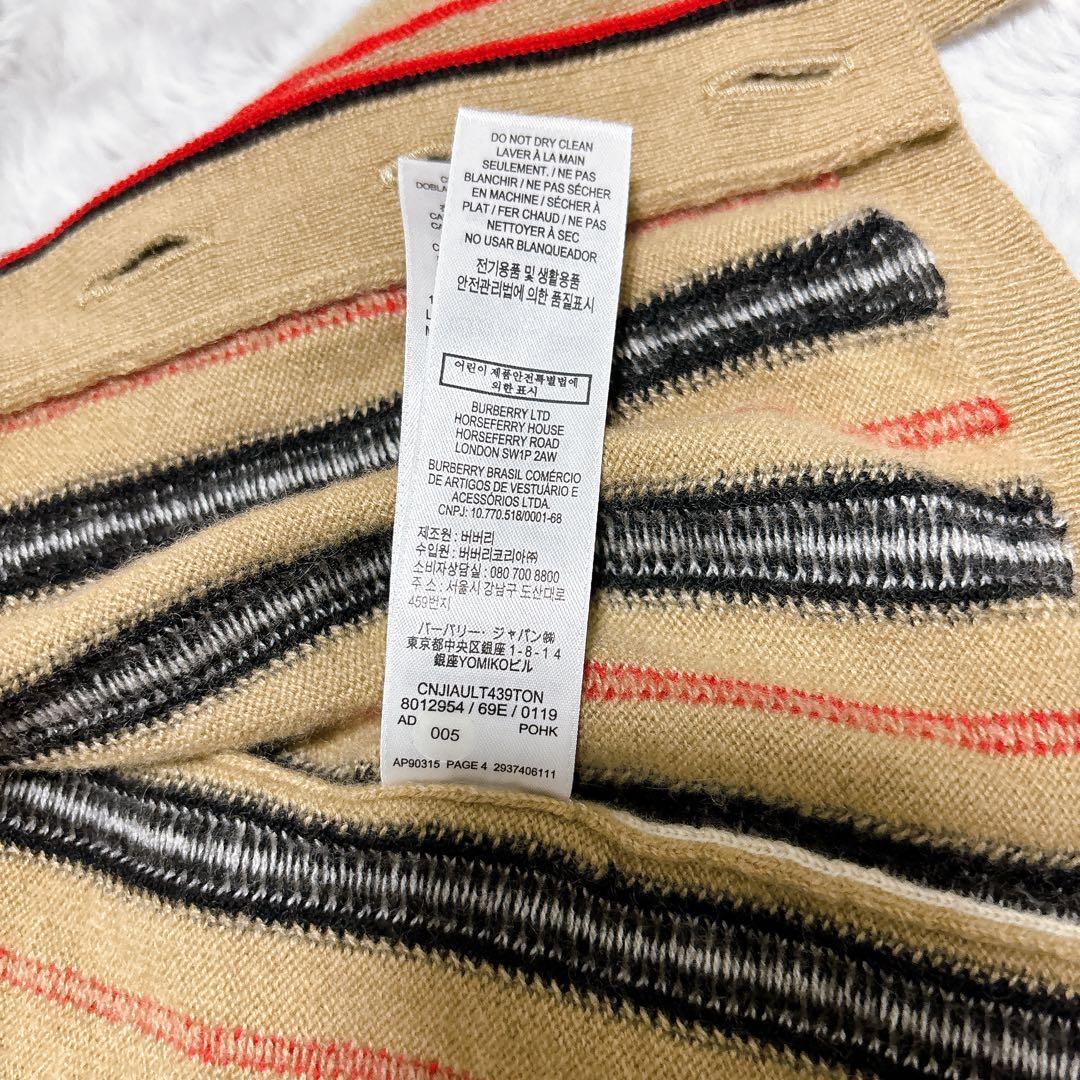 DO NOT DRY CLEAN
LAVER À LA MAIN
SEULEMENT. / NE PAS
BLANCHIR / NE PAS SÉCHER
EN MACHINE / SÉCHER À
PLAT / FER CHAUD / NE PAS
NETTOYER À SEC
NO USAR BLANQUEADOR
전기용품 및 생활용품
안전관리법에 의한 품질표시
어린이 제품안전특별법에
의한 표시
BURBERRY LTD
HORSEFERRY HOUSE
HORSEFERRY ROAD
LONDON SW1P 2AW
BURBERRY BRASIL COMÉRCIO
DE ARTIGOS DE VESTUÁRIO E
ACESSÓRIOS LTDA.
CNPJ: 10.770.518/0001-68
제조원 : 버버리
수입원 : 버버리코리아㈜
소비자상담실 : 080 700 8800
주 소 : 서울시 강남구 도산대로
459번지
バーバリー・ジャパン㈱
東京都中央区銀座 1-8-14
銀座YOMIKOビル
CNJIAULT439TON
8012954 / 69E / 0119
AD 005 POHK
AP90315 PAGE 4 2937406111